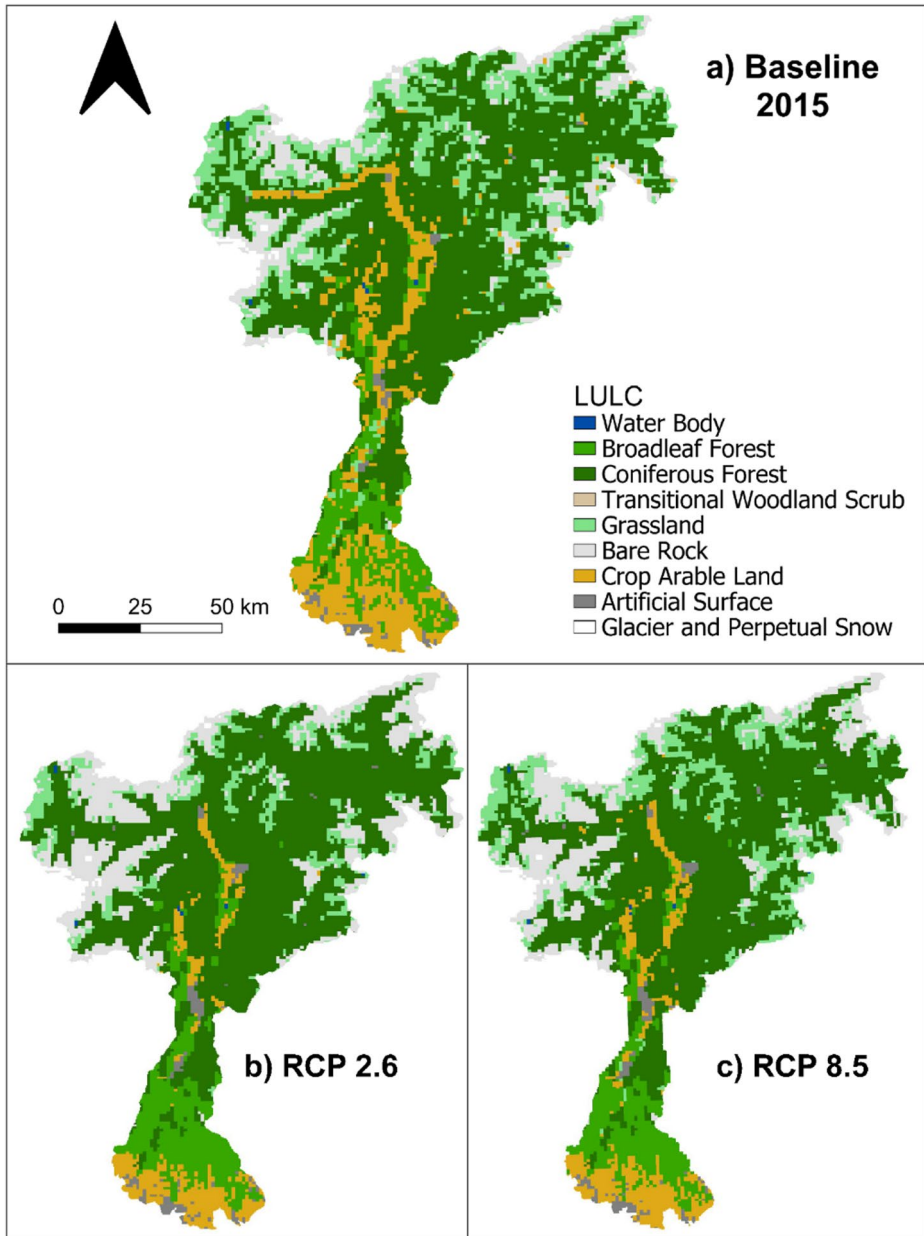 a) Baseline
2015
LULC
Water Body
Broadleaf Forest
Coniferous Forest
Transitional Woodland Scrub
Grassland
Bare Rock
Crop Arable Land
Artificial Surface
Glacier and Perpetual Snow
0 25 50 km
b) RCP 2.6
c) RCP 8.5